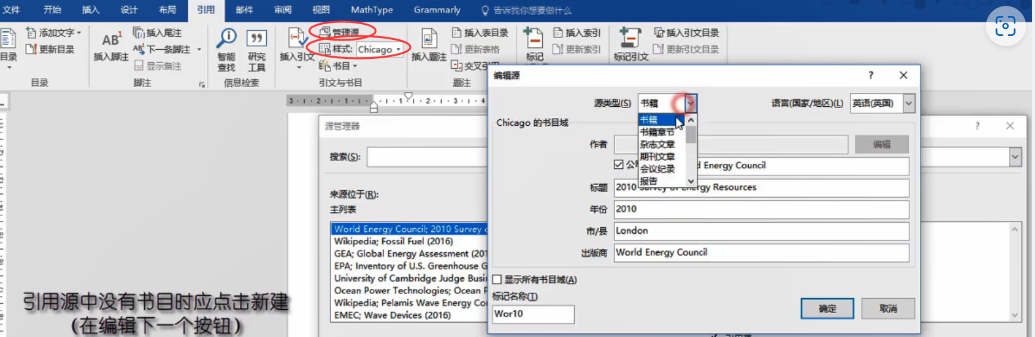 文件 开始 插入 设计 布局 引用 邮件 审阅 视图 MathType Grammarly 告诉我你想要做什么
目录
添加文字
更新目录
目录
AB¹
插入脚注
插入尾注
下一条脚注
显示备注
脚注
智能查找
研究工具
信息检索
插入引文
管理源
样式: Chicago
书目
引文与书目
插入题注
插入表目录
更新表格
交叉引用
题注
标记
插入索引
更新索引
标记引文
插入引文目录
更新引文目录
源管理器
搜索(S):
来源位于(R):
主列表
World Energy Council; 2010 Survey
Wikipedia; Fossil Fuel (2016)
GEA; Global Energy Assessment (201
EPA; Inventory of U.S. Greenhouse G
University of Cambridge Judge Busi
Ocean Power Technologies; Ocean
Wikipedia; Pelamis Wave Energy Con
EMEC; Wave Devices (2016)
编辑源
源类型(S) 书籍
语言(国家/地区)(L) 英语(英国)
Chicago 的书目域
书籍
书籍章节
杂志文章
期刊文章
会议纪录
报告
作者
编辑
Energy Council
标题 2010 Survey of Energy Resources
年份 2010
市/县 London
出版商 World Energy Council
显示所有书目域(A)
标记名称(T)
Wor10
确定 取消
引用源中没有书目时应点击新建
(在编辑下一个按钮)